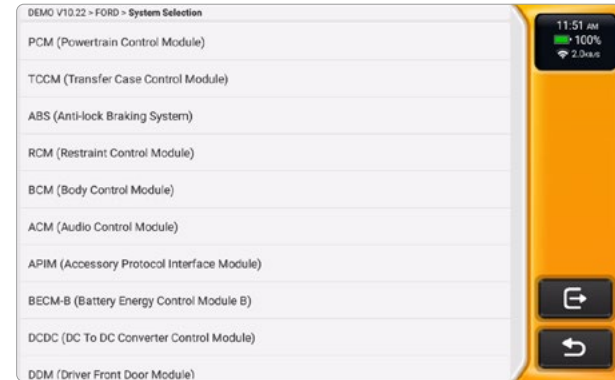 DEMO V10.22 > FORD > System Selection
PCM (Powertrain Control Module)
TCCM (Transfer Case Control Module)
ABS (Anti-lock Braking System)
RCM (Restraint Control Module)
BCM (Body Control Module)
ACM (Audio Control Module)
APIM (Accessory Protocol Interface Module)
BECM-B (Battery Energy Control Module B)
DCDC (DC To DC Converter Control Module)
DDM (Driver Front Door Module)
11:51 AM
100%
2.0KB/S